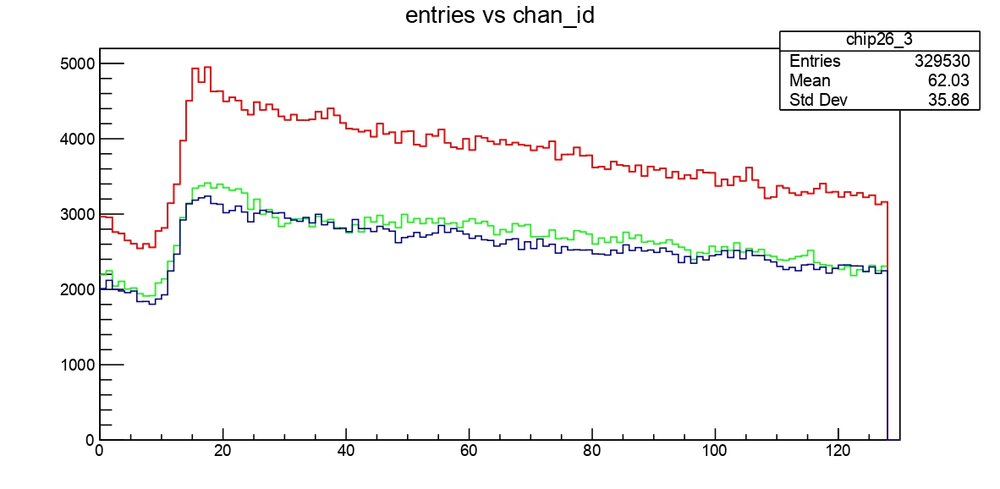 entries vs chan_id
chip26_3
Entries 329530
Mean 62.03
Std Dev 35.86
5000
4000
3000
2000
1000
0
0 20 40 60 80 100 120